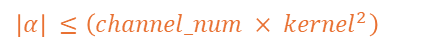 |α| ≤ (channel_num × kernel²)